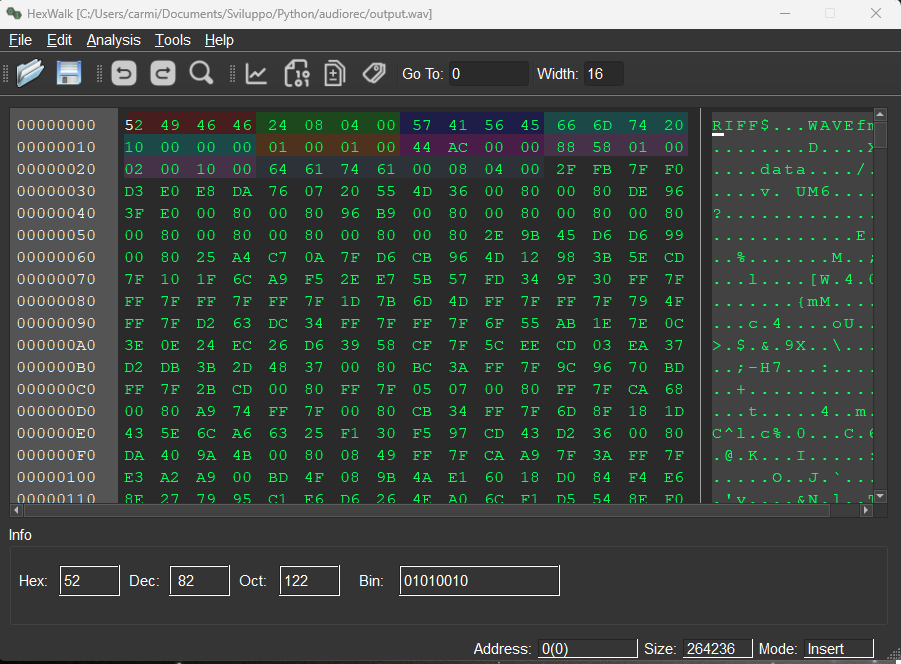 HexWalk [C:/Users/carmi/Documents/Sviluppo/Python/audiorec/output.wav]
File Edit Analysis Tools Help
Go To: 0 Width: 16
00000000 52 49 46 46 24 08 04 00 57 41 56 45 66 6D 74 20 RIFF$...WAVEfm
00000010 10 00 00 00 01 00 01 00 44 AC 00 00 88 58 01 00 ........D....X
00000020 02 00 10 00 64 61 74 61 00 08 04 00 2F FB 7F F0 ....data..../.
00000030 D3 E0 E8 DA 76 07 20 55 4D 36 00 80 00 80 DE 96 ....v. UM6....
00000040 3F E0 00 80 00 80 96 B9 00 80 00 80 00 80 00 80 ?.............
00000050 00 80 00 80 00 80 00 80 00 80 2E 9B 45 D6 D6 99 ............E.
00000060 00 80 25 A4 C7 0A 7F D6 CB 96 4D 12 98 3B 5E CD ..%.......M..;
00000070 7F 10 1F 6C A9 F5 2E E7 5B 57 FD 34 9F 30 FF 7F ...l....[W.4.0
00000080 FF 7F FF 7F FF 7F 1D 7B 6D 4D FF 7F FF 7F 79 4F .......{mM....
00000090 FF 7F D2 63 DC 34 FF 7F FF 7F 6F 55 AB 1E 7E 0C ...c.4....oU..
000000A0 3E 0E 24 EC 26 D6 39 58 CF 7F 5C EE CD 03 EA 37 >.$.&.9X..\...
000000B0 D2 DB 3B 2D 48 37 00 80 BC 3A FF 7F 9C 96 70 BD ..;-H7...:....
000000C0 FF 7F 2B CD 00 80 FF 7F 05 07 00 80 FF 7F CA 68 ..+...........
000000D0 00 80 A9 74 FF 7F 00 80 CB 34 FF 7F 6D 8F 18 1D ...t.....4..m.
000000E0 43 5E 6C A6 63 25 F1 30 F5 97 CD 43 D2 36 00 80 C^l.c%.0...C.6
000000F0 DA 40 9A 4B 00 80 08 49 FF 7F CA A9 7F 3A FF 7F .@.K...I.....:
00000100 E3 A2 A9 00 BD 4F 08 9B 4A E1 60 18 D0 84 F4 E6 .....O..J.`...
00000110 8E 27 79 95 C1 E6 D6 26 4E A0 6C F1 D5 54 8E F0 .'y....&N.l..T
Info
Hex: 52 Dec: 82 Oct: 122 Bin: 01010010
Address: 0(0) Size: 264236 Mode: Insert